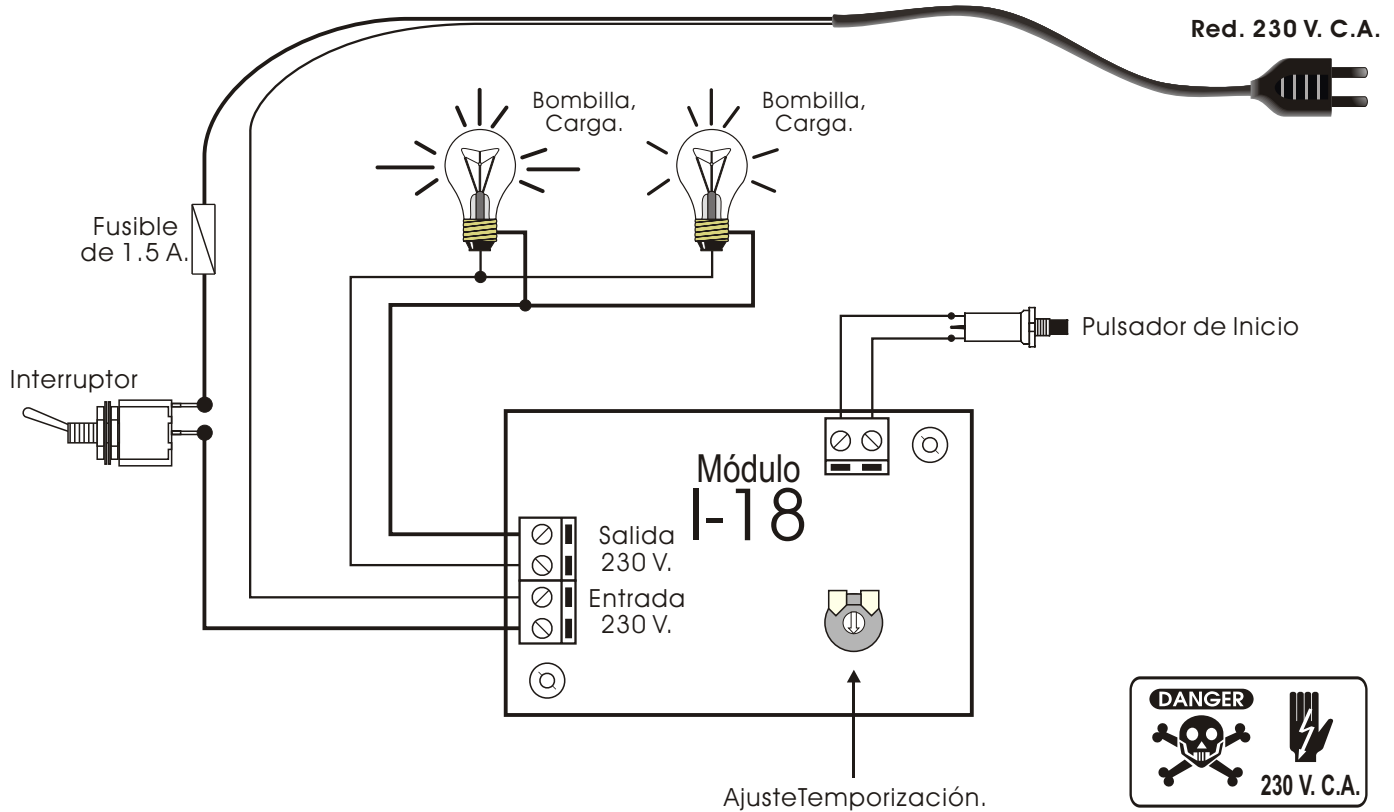 Red. 230 V. C.A.
Bombilla,
Carga.
Bombilla,
Carga.
Fusible
de 1.5 A.
Pulsador de Inicio
Interruptor
Módulo
I-18
Salida
230 V.
Entrada
230 V.
AjusteTemporización.
DANGER
230 V. C.A.